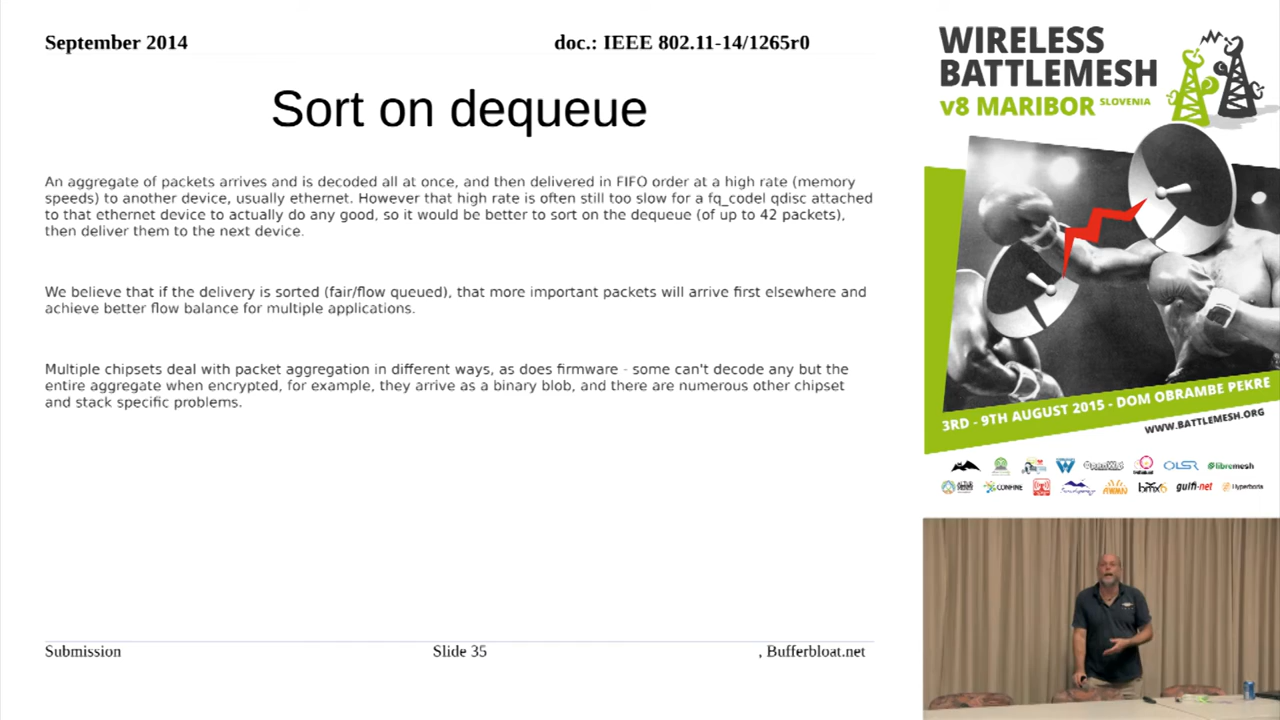 September 2014
doc.: IEEE 802.11-14/1265r0
Sort on dequeue
An aggregate of packets arrives and is decoded all at once, and then delivered in FIFO order at a high rate (memory
speeds) to another device, usually ethernet. However that high rate is often still too slow for a fq_codel qdisc attached
to that ethernet device to actually do any good, so it would be better to sort on the dequeue (of up to 42 packets),
then deliver them to the next device.
We believe that if the delivery is sorted (fair/flow queued), that more important packets will arrive first elsewhere and
achieve better flow balance for multiple applications.
Multiple chipsets deal with packet aggregation in different ways, as does firmware - some can't decode any but the
entire aggregate when encrypted, for example, they arrive as a binary blob, and there are numerous other chipset
and stack specific problems.
Submission
Slide 35
, Bufferbloat.net
WIRELESS
BATTLEMESH
v8 MARIBOR SLOVENIA
3RD - 9TH AUGUST 2015 - DOM OBRAMBE PEKRE
WWW.BATTLEMESH.ORG
OLSR
libremesh
CONFINE
bmx6
guifi·net
Hyperboria